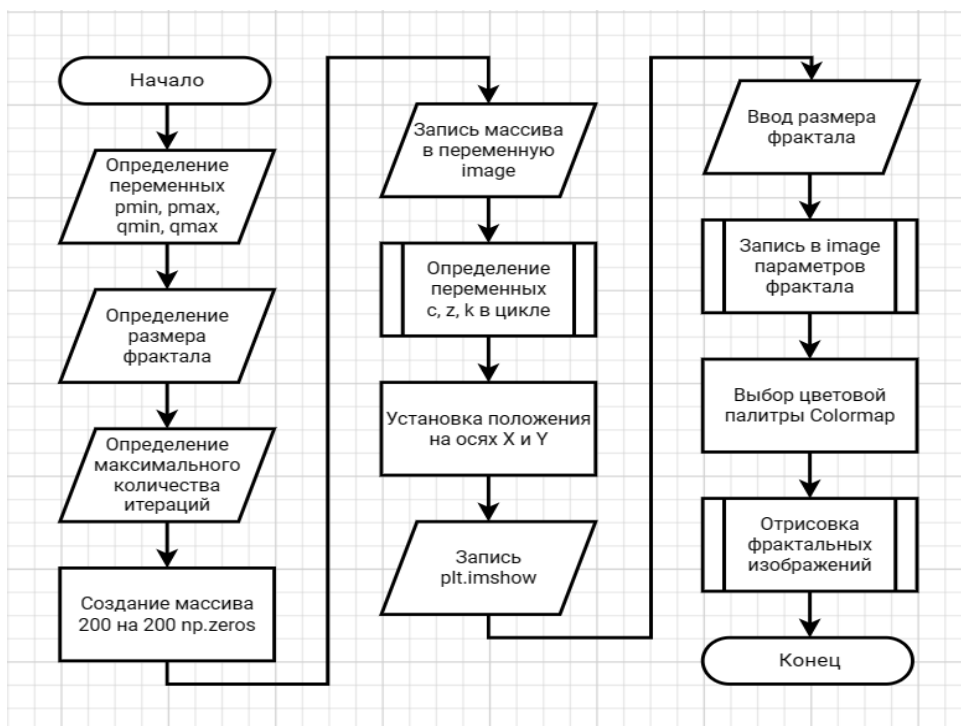 Начало
Определение
переменных
pmin, pmax,
qmin, qmax
Определение
размера
фрактала
Определение
максимального
количества
итераций
Создание массива
200 на 200 np.zeros
Запись массива
в переменную
image
Определение
переменных
c, z, k в цикле
Установка положения
на осях X и Y
Запись
plt.imshow
Ввод размера
фрактала
Запись в image
параметров
фрактала
Выбор цветовой
палитры Colormap
Отрисовка
фрактальных
изображений
Конец